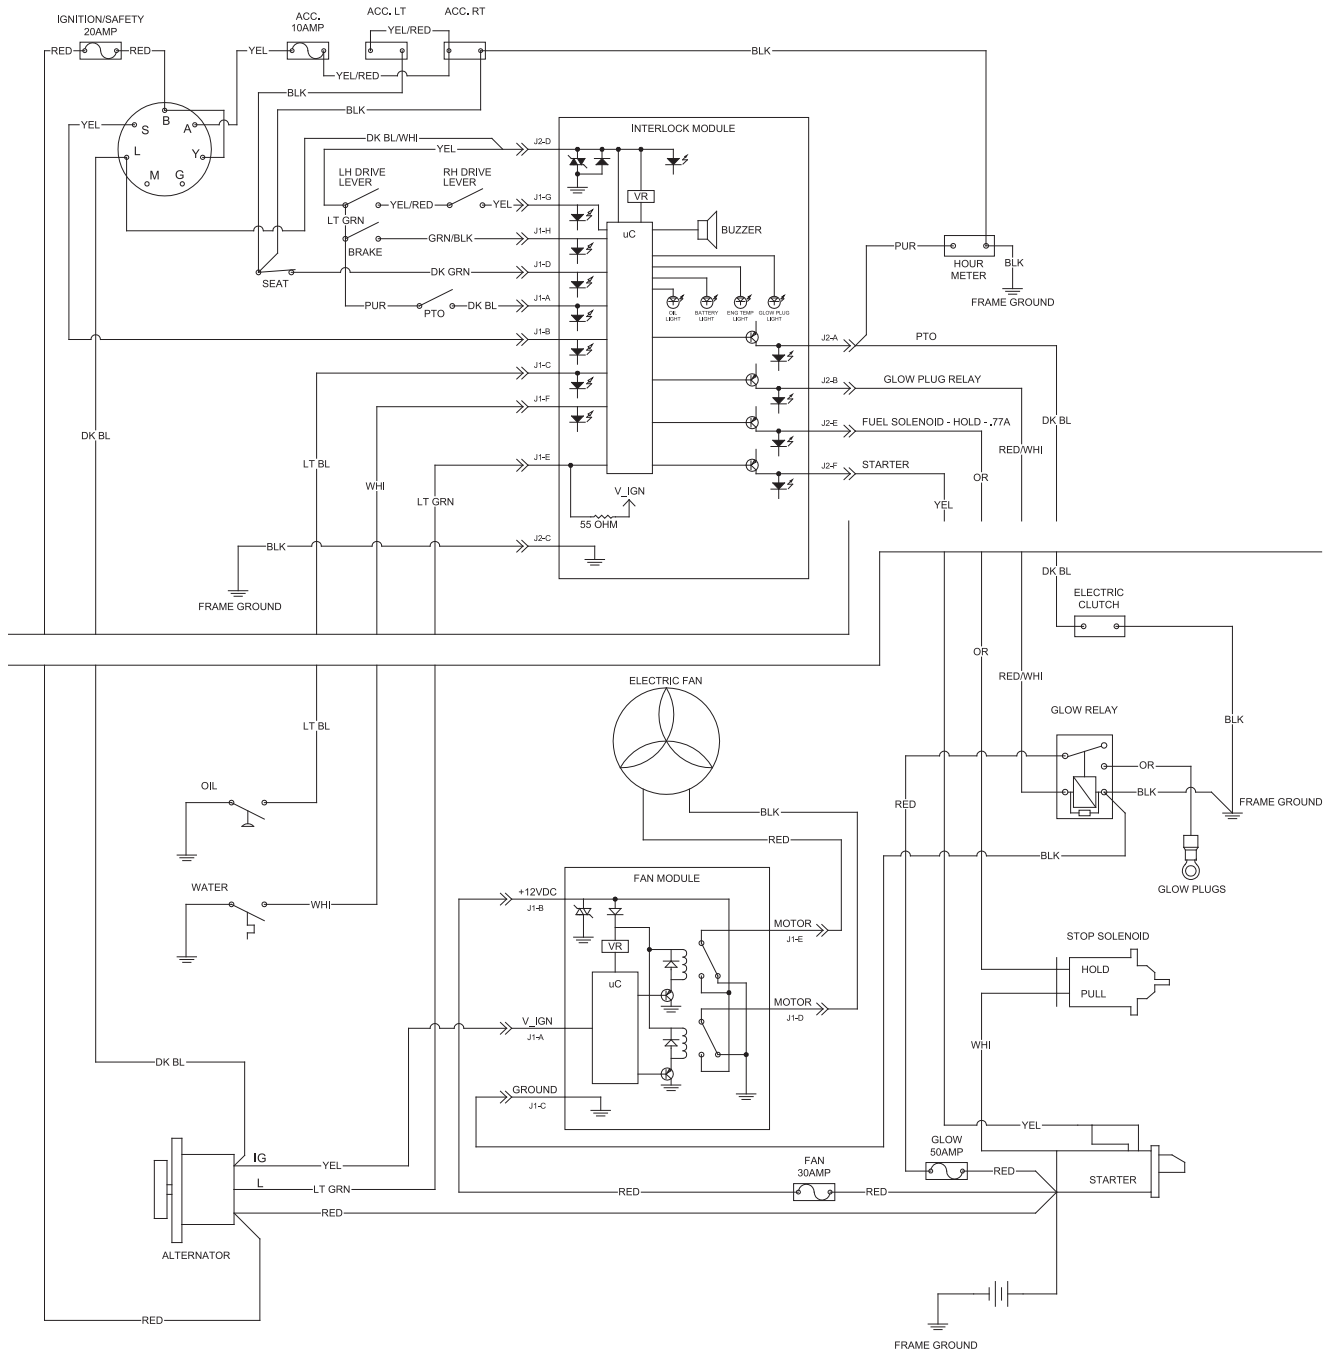 IGNITION/SAFETY
20AMP
ACC.
10AMP
ACC. LT
ACC. RT
RED
RED
YEL
YEL/RED
YEL/RED
BLK
BLK
BLK
YEL
S
B
A
L
Y
M
G
DK BL/WHI
YEL
J2-D
INTERLOCK MODULE
LH DRIVE
LEVER
RH DRIVE
LEVER
YEL/RED
YEL
J1-G
VR
LT GRN
BRAKE
GRN/BLK
J1-H
uC
BUZZER
SEAT
DK GRN
J1-D
PUR
PTO
DK BL
J1-A
OIL
LIGHT
BATTERY
LIGHT
ENG TEMP
LIGHT
GLOW PLUG
LIGHT
PUR
HOUR
METER
BLK
FRAME GROUND
J1-B
J2-A
PTO
J1-C
J2-B
GLOW PLUG RELAY
J1-F
J2-E
FUEL SOLENOID - HOLD - .77A
DK BL
DK BL
LT BL
WHI
LT GRN
J1-E
J2-F
STARTER
RED/WHI
OR
YEL
V_IGN
55 OHM
BLK
J2-C
FRAME GROUND
DK BL
ELECTRIC
CLUTCH
OR
RED/WHI
ELECTRIC FAN
GLOW RELAY
BLK
LT BL
OIL
OR
BLK
RED
FRAME GROUND
BLK
RED
BLK
GLOW PLUGS
WATER
WHI
FAN MODULE
+12VDC
J1-B
MOTOR
J1-E
VR
uC
STOP SOLENOID
HOLD
PULL
V_IGN
J1-A
MOTOR
J1-D
WHI
DK BL
GROUND
J1-C
YEL
IG
YEL
L
LT GRN
RED
FAN
30AMP
RED
RED
GLOW
50AMP
RED
STARTER
ALTERNATOR
RED
FRAME GROUND